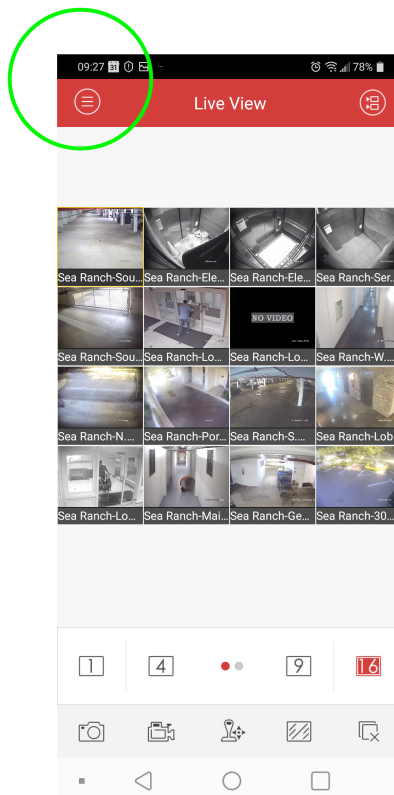 09:27 31 78%
Live View
Sea Ranch-Sou... Sea Ranch-Ele... Sea Ranch-Ele... Sea Ranch-Ser...
NO VIDEO
Sea Ranch-Sou... Sea Ranch-Lo... Sea Ranch-Lo... Sea Ranch-W...
Sea Ranch-N.... Sea Ranch-Por... Sea Ranch-S.... Sea Ranch-Lob
Sea Ranch-Lo... Sea Ranch-Mai... Sea Ranch-Ge... Sea Ranch-30...
1 4 9 16